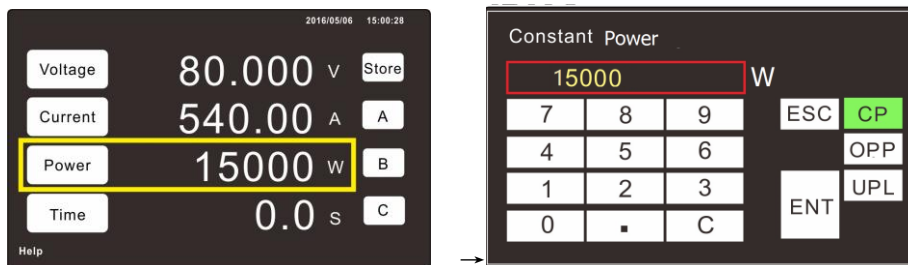 2016/05/06 15:00:28
Voltage 80.000 V Store
Current 540.00 A A
Power 15000 W B
Time 0.0 S C
Help
→
Constant Power
15000 W
7 8 9 ESC CP
4 5 6 OPP
1 2 3 ENT UPL
0 . C